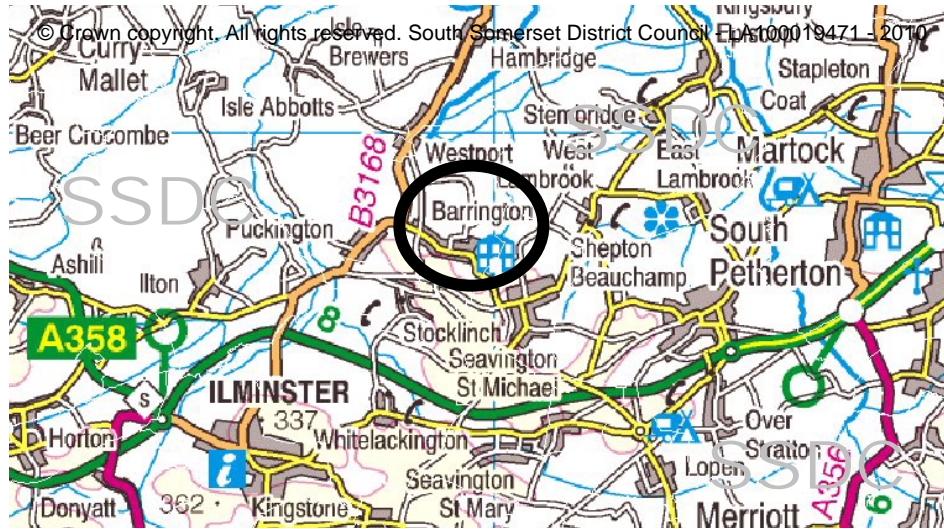 © Crown copyright. All rights reserved. South Somerset District Council - LA100019471 - 2010
Kingsbury
Episcopi
Curry
Mallet
Isle
Brewers
Hambridge
Stapleton
Isle Abbotts
Coat
Beer Crocombe
Stembridge
SSDC
Westport
West
Lambrook
East
Lambrook
Martock
B3168
SSDC
Barrington
Puckington
South
Petherton
Shepton
Beauchamp
Ashill
Ilton
A358
8
Stocklinch
Seavington
St Michael
S
ILMINSTER
337
Horton
Whitelackington
Over
Stratton
Lopen
SSDC
i
Seavington
St Mary
A356
6
Donyatt
362
Kingstone
Merriott